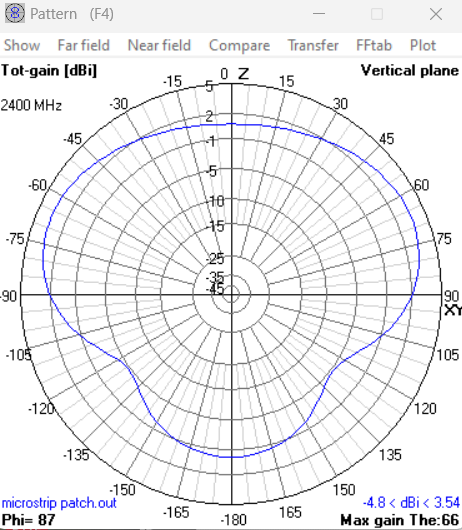 Pattern (F4)
Show Far field Near field Compare Transfer FFtab Plot
Tot-gain [dBi] 0 Z Vertical plane
-15 5 15
2400 MHz -30 2 30
-45 -1 45
-60 -5 60
-10
-75 -15 75
-25
-35
-90 -45 90
XY
-105 105
-120 120
-135 135
-150 150
microstrip patch.out -165 165 -4.8 < dBi < 3.54
Phi= 87 -180 Max gain The:66